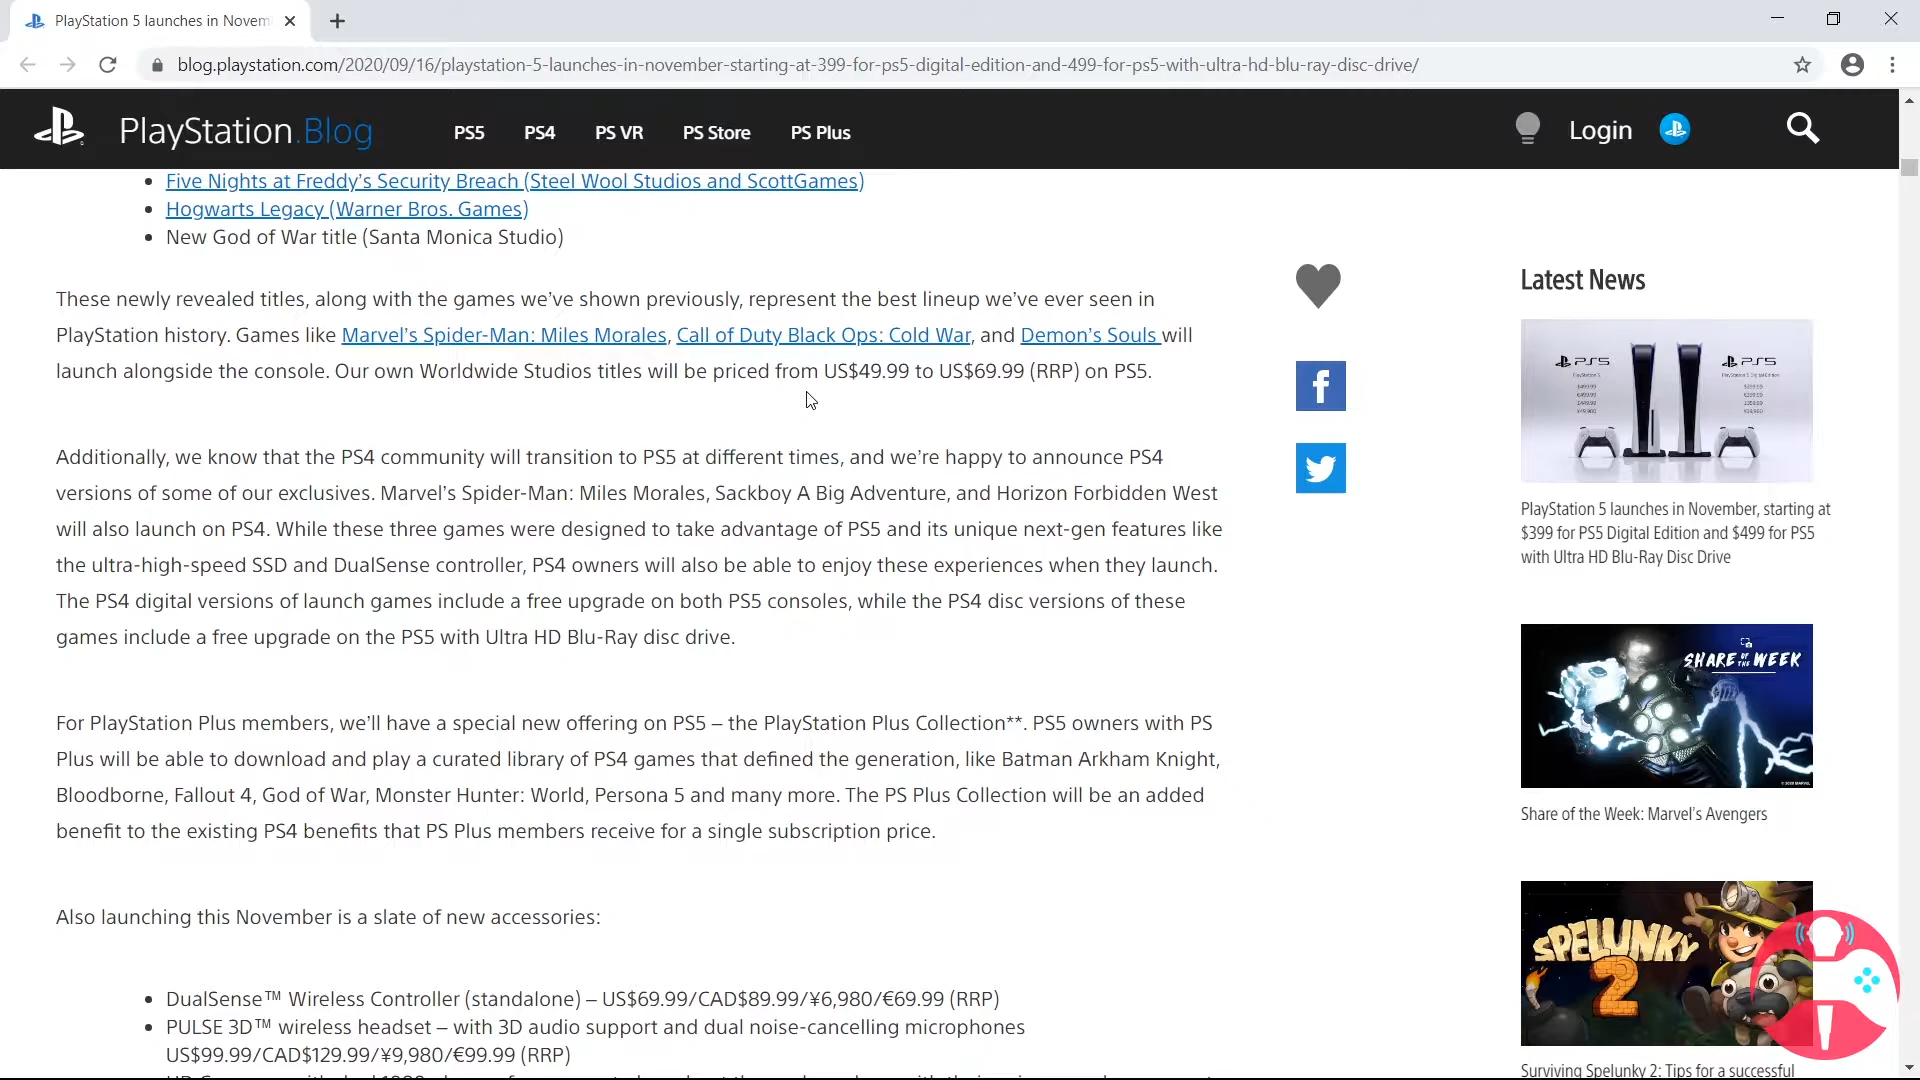 PlayStation 5 launches in Novem
blog.playstation.com/2020/09/16/playstation-5-launches-in-november-starting-at-399-for-ps5-digital-edition-and-499-for-ps5-with-ultra-hd-blu-ray-disc-drive/
PlayStation.Blog PS5 PS4 PS VR PS Store PS Plus Login
Five Nights at Freddy’s Security Breach (Steel Wool Studios and ScottGames)
Hogwarts Legacy (Warner Bros. Games)
New God of War title (Santa Monica Studio)
These newly revealed titles, along with the games we’ve shown previously, represent the best lineup we’ve ever seen in
PlayStation history. Games like Marvel’s Spider-Man: Miles Morales, Call of Duty Black Ops: Cold War, and Demon’s Souls will
launch alongside the console. Our own Worldwide Studios titles will be priced from US$49.99 to US$69.99 (RRP) on PS5.
Additionally, we know that the PS4 community will transition to PS5 at different times, and we’re happy to announce PS4
versions of some of our exclusives. Marvel’s Spider-Man: Miles Morales, Sackboy A Big Adventure, and Horizon Forbidden West
will also launch on PS4. While these three games were designed to take advantage of PS5 and its unique next-gen features like
the ultra-high-speed SSD and DualSense controller, PS4 owners will also be able to enjoy these experiences when they launch.
The PS4 digital versions of launch games include a free upgrade on both PS5 consoles, while the PS4 disc versions of these
games include a free upgrade on the PS5 with Ultra HD Blu-Ray disc drive.
For PlayStation Plus members, we’ll have a special new offering on PS5 – the PlayStation Plus Collection**. PS5 owners with PS
Plus will be able to download and play a curated library of PS4 games that defined the generation, like Batman Arkham Knight,
Bloodborne, Fallout 4, God of War, Monster Hunter: World, Persona 5 and many more. The PS Plus Collection will be an added
benefit to the existing PS4 benefits that PS Plus members receive for a single subscription price.
Also launching this November is a slate of new accessories:
DualSense™ Wireless Controller (standalone) – US$69.99/CAD$89.99/¥6,980/€69.99 (RRP)
PULSE 3D™ wireless headset – with 3D audio support and dual noise-cancelling microphones
US$99.99/CAD$129.99/¥9,980/€99.99 (RRP)
Latest News
PS5 PS5
PlayStation 5 launches in November, starting at
$399 for PS5 Digital Edition and $499 for PS5
with Ultra HD Blu-Ray Disc Drive
SHARE OF THE WEEK
Share of the Week: Marvel’s Avengers
SPELUNKY
2
Surviving Spelunky 2: Tips for a successful